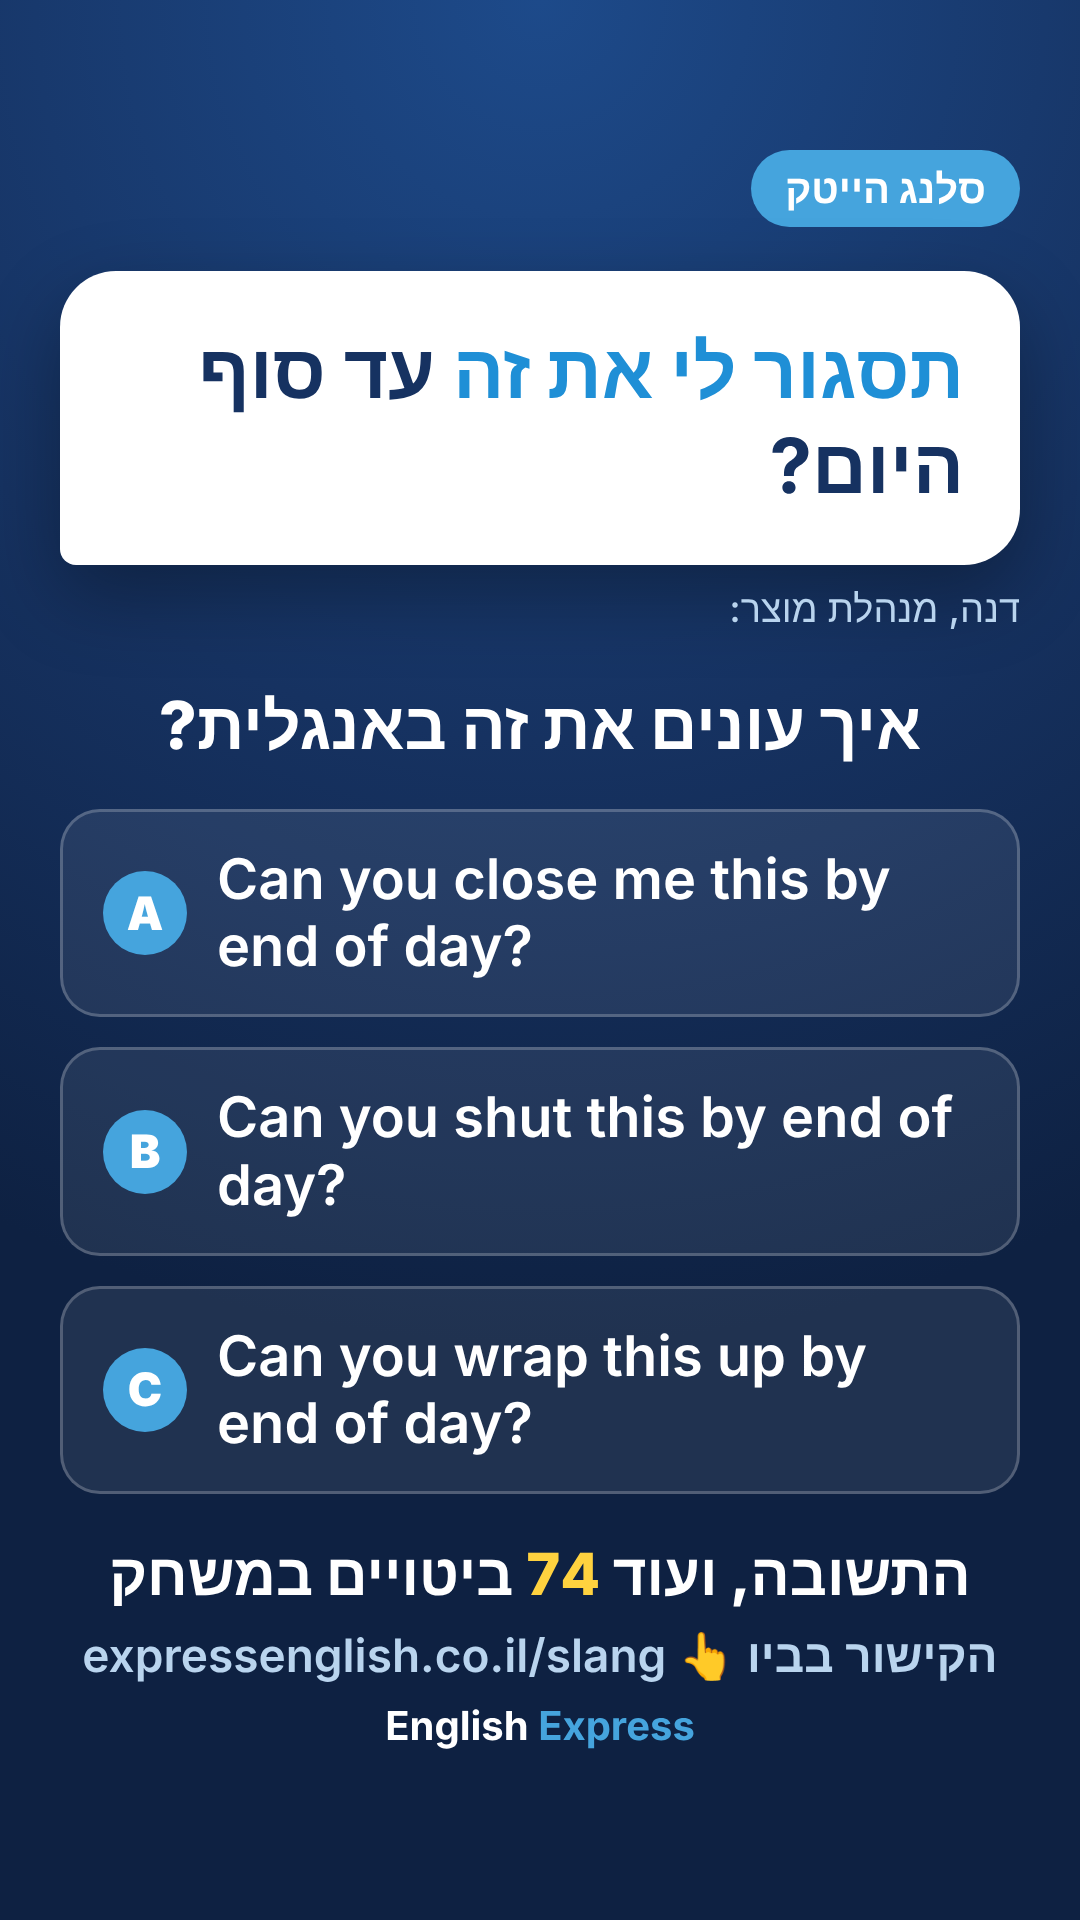 סלנג הייטק
תסגור לי את זה עד סוף
היום?
דנה, מנהלת מוצר:
איך עונים את זה באנגלית?
A
Can you close me this by
end of day?
B
Can you shut this by end of
day?
C
Can you wrap this up by
end of day?
התשובה, ועוד 74 ביטויים במשחק
הקישור בביו 👆 expressenglish.co.il/slang
English Express